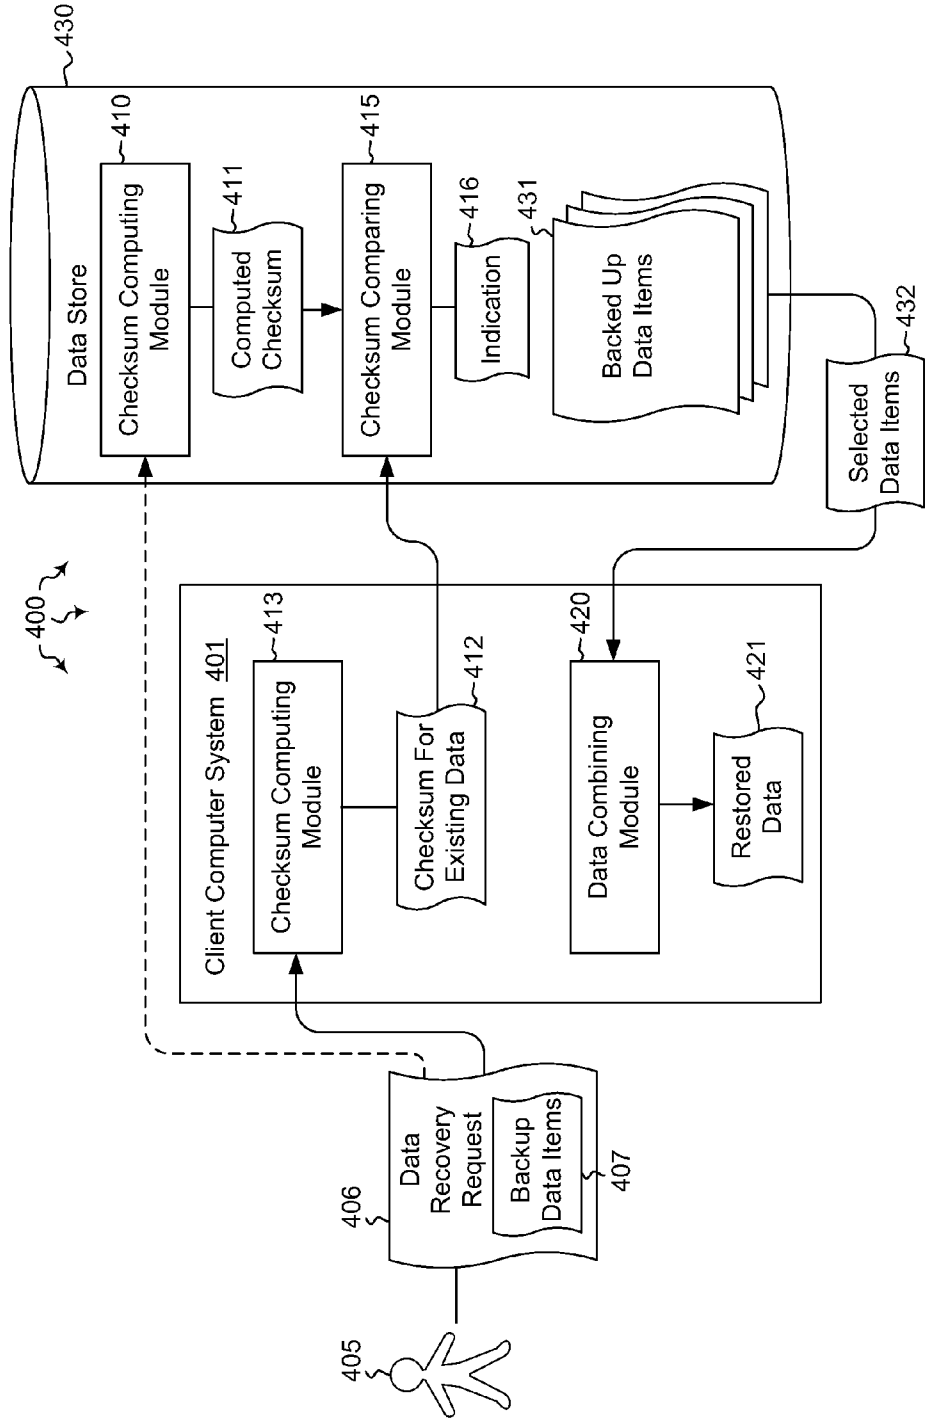 400
405
406
Data
Recovery
Request
Backup
Data Items
407
Client Computer System 401
413
Checksum Computing
Module
Checksum For
Existing Data
412
420
Data Combining
Module
421
Restored
Data
430
Data Store
410
Checksum Computing
Module
411
Computed
Checksum
415
Checksum Comparing
Module
416
Indication
431
Backed Up
Data Items
432
Selected
Data Items